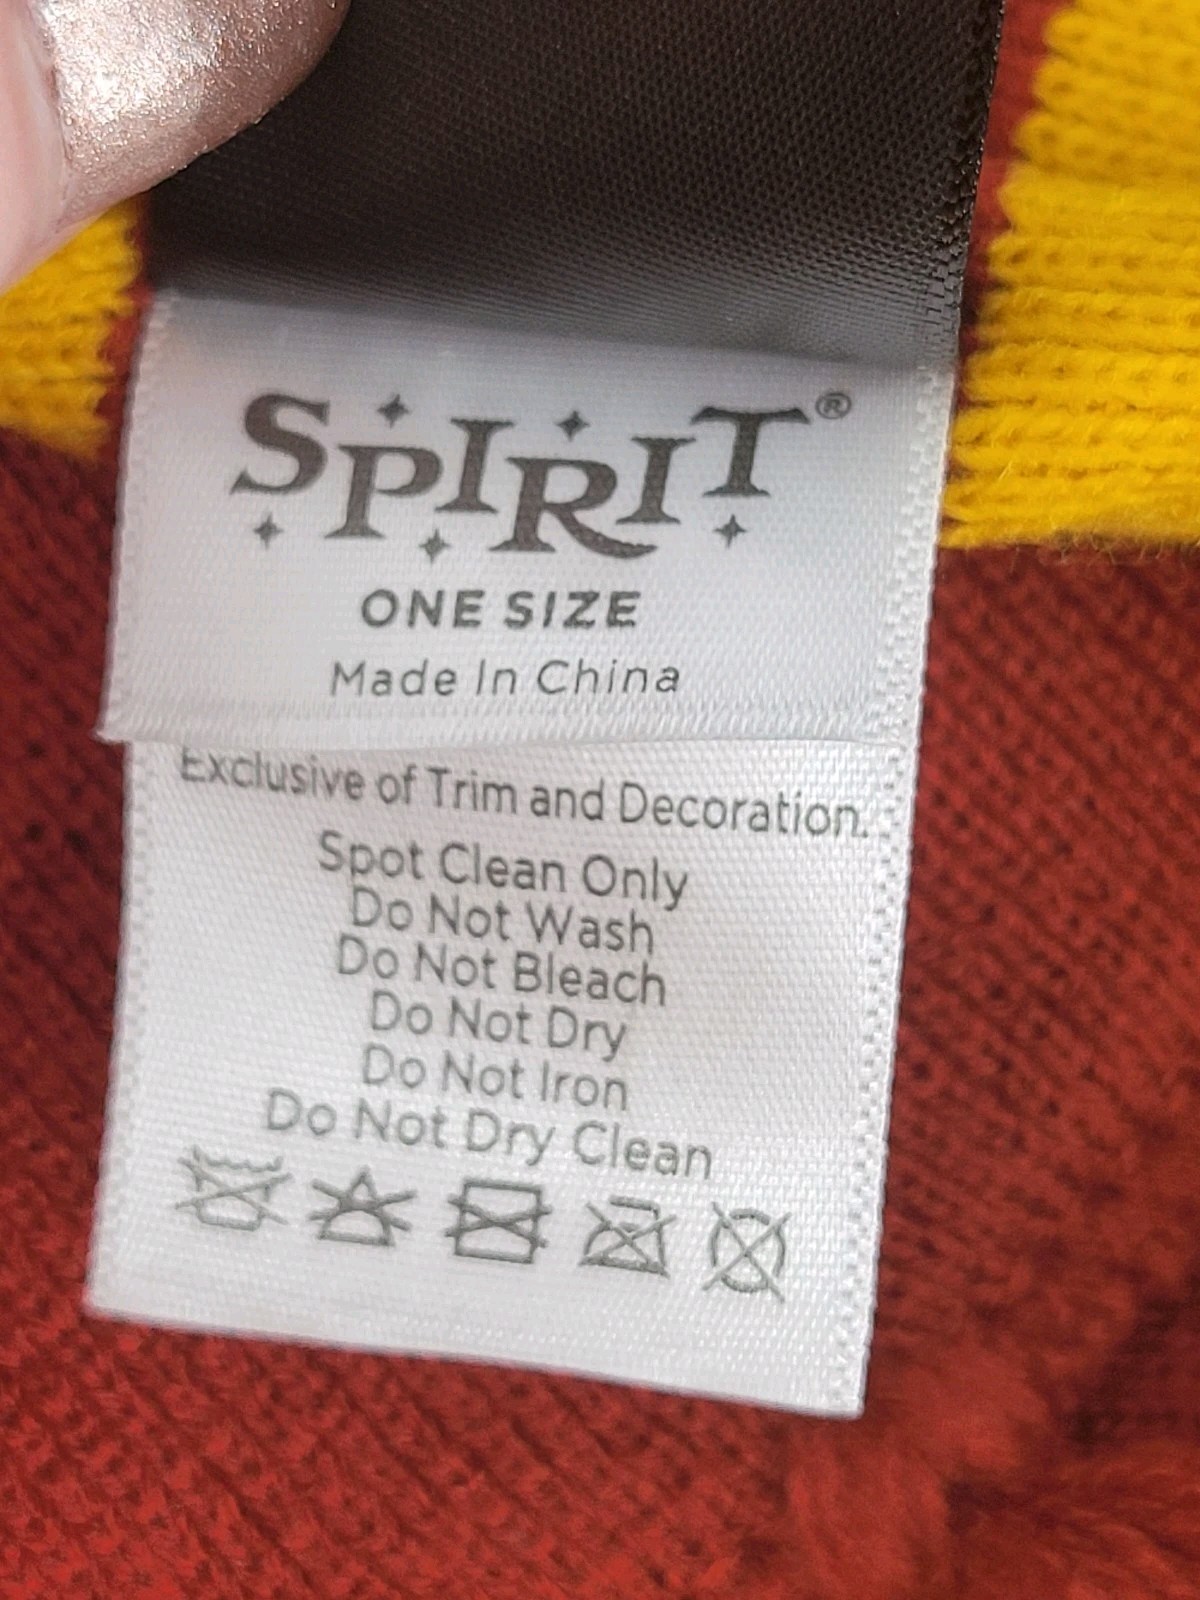 SPIRIT®
ONE SIZE
Made In China
Exclusive of Trim and Decoration.
Spot Clean Only
Do Not Wash
Do Not Bleach
Do Not Dry
Do Not Iron
Do Not Dry Clean